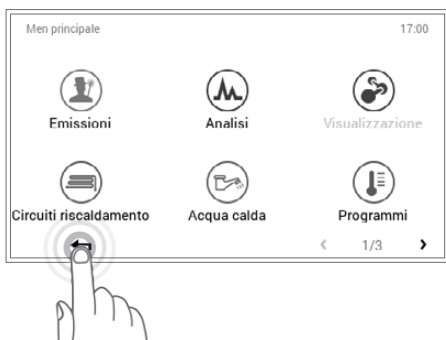 Men principale 17:00
Emissioni Analisi Visualizzazione
Circuiti riscaldamento Acqua calda Programmi
1/3